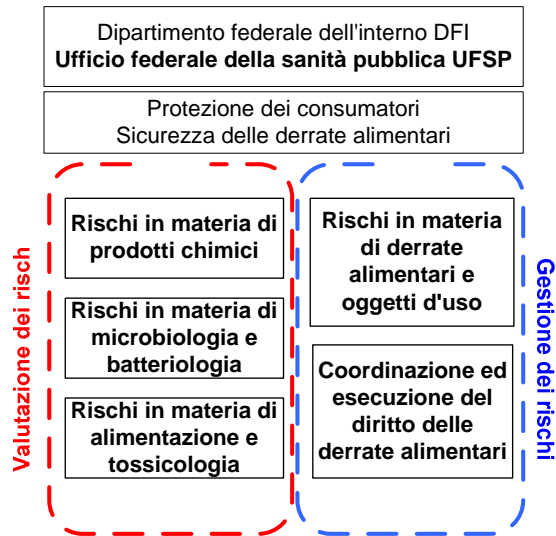 Dipartimento federale dell'interno DFI
Ufficio federale della sanità pubblica UFSP
Protezione dei consumatori
Sicurezza delle derrate alimentari
Valutazione dei risch
Rischi in materia di
prodotti chimici
Rischi in materia di
microbiologia e
batteriologia
Rischi in materia di
alimentazione e
tossicologia
Rischi in materia
di derrate
alimentari e
oggetti d'uso
Coordinazione ed
esecuzione del
diritto delle
derrate alimentari
Gestione dei rischi